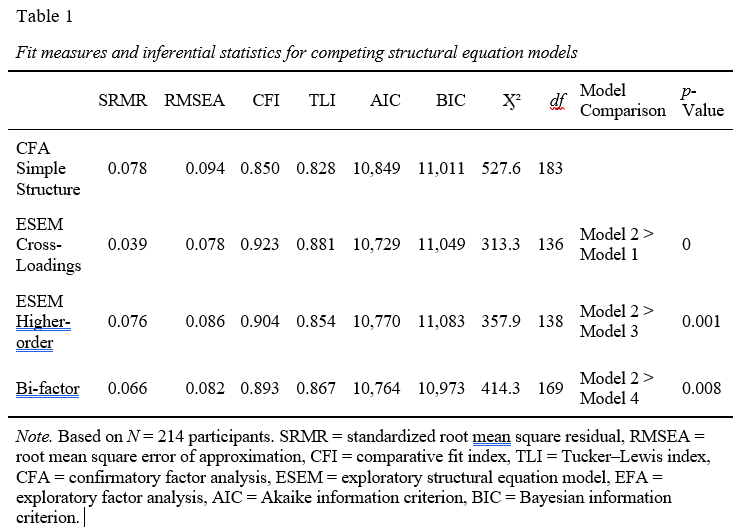 Table 1
Fit measures and inferential statistics for competing structural equation models
SRMR RMSEA CFI TLI AIC BIC X² df Model Comparison p-Value
CFA Simple Structure 0.078 0.094 0.850 0.828 10,849 11,011 527.6 183
ESEM Cross-Loadings 0.039 0.078 0.923 0.881 10,729 11,049 313.3 136 Model 2 > Model 1 0
ESEM Higher-order 0.076 0.086 0.904 0.854 10,770 11,083 357.9 138 Model 2 > Model 3 0.001
Bi-factor 0.066 0.082 0.893 0.867 10,764 10,973 414.3 169 Model 2 > Model 4 0.008
Note. Based on N = 214 participants. SRMR = standardized root mean square residual, RMSEA =
root mean square error of approximation, CFI = comparative fit index, TLI = Tucker–Lewis index,
CFA = confirmatory factor analysis, ESEM = exploratory structural equation model, EFA =
exploratory factor analysis, AIC = Akaike information criterion, BIC = Bayesian information
criterion.